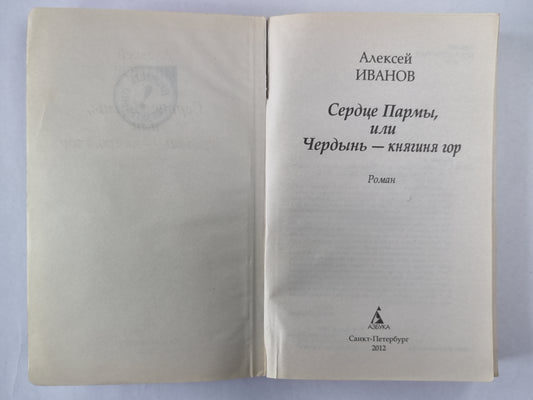 Алексей
ИВАНОВ
Сердце Пармы,
или
Чердынь — княгиня гор
Роман
АЗБУКА
Санкт-Петербург
2012